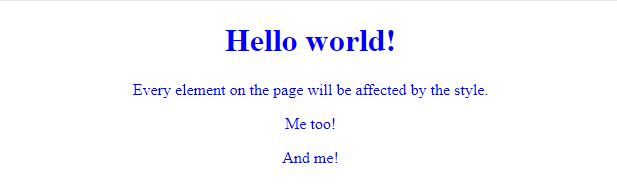 Hello world!
Every element on the page will be affected by the style.
Me too!
And me!